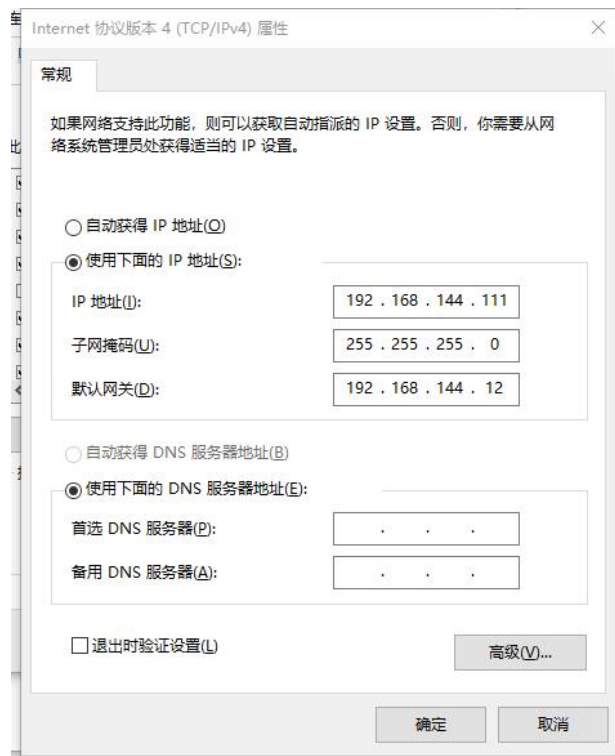 Internet 协议版本 4 (TCP/IPv4) 属性
常规
如果网络支持此功能，则可以获取自动指派的 IP 设置。否则，你需要从网
络系统管理员处获得适当的 IP 设置。
自动获得 IP 地址(O)
使用下面的 IP 地址(S):
IP 地址(I):
192 . 168 . 144 . 111
子网掩码(U):
255 . 255 . 255 . 0
默认网关(D):
192 . 168 . 144 . 12
自动获得 DNS 服务器地址(B)
使用下面的 DNS 服务器地址(E):
首选 DNS 服务器(P):
. . .
备用 DNS 服务器(A):
. . .
退出时验证设置(L)
高级(V)...
确定
取消